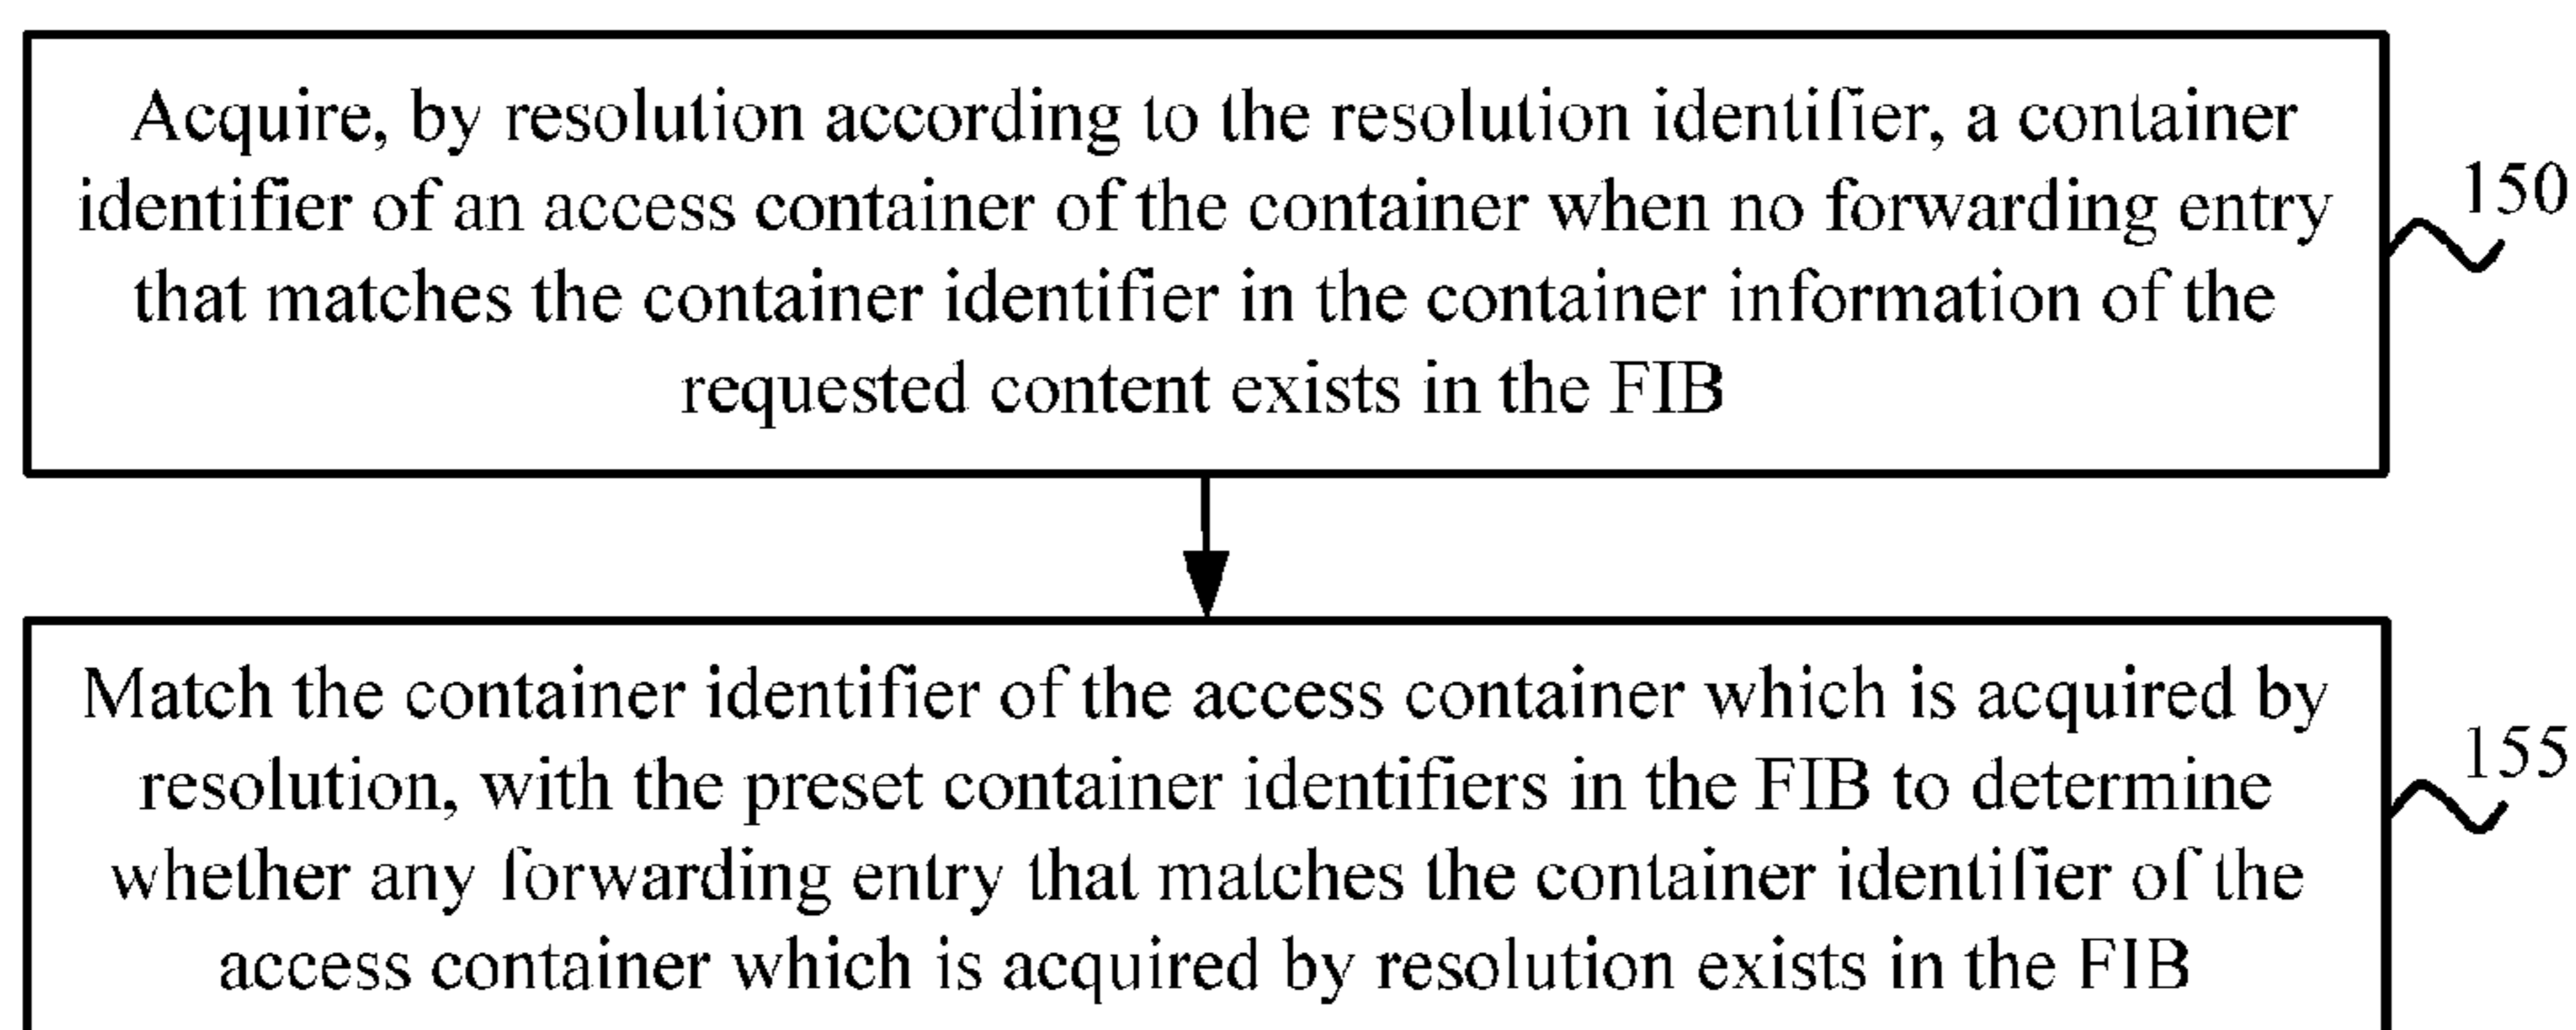 Acquire, by resolution according to the resolution identifier, a container
identifier of an access container of the container when no forwarding entry
that matches the container identifier in the container information of the
requested content exists in the FIB
150
Match the container identifier of the access container which is acquired by
resolution, with the preset container identifiers in the FIB to determine
whether any forwarding entry that matches the container identifier of the
access container which is acquired by resolution exists in the FIB
155